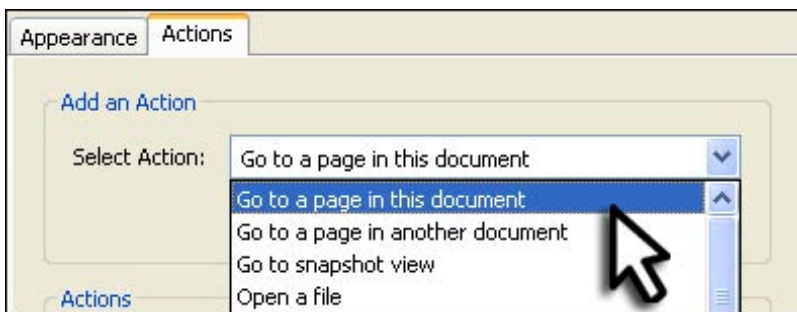 Appearance Actions
Add an Action
Select Action: Go to a page in this document
Go to a page in this document
Go to a page in another document
Go to snapshot view
Actions Open a file